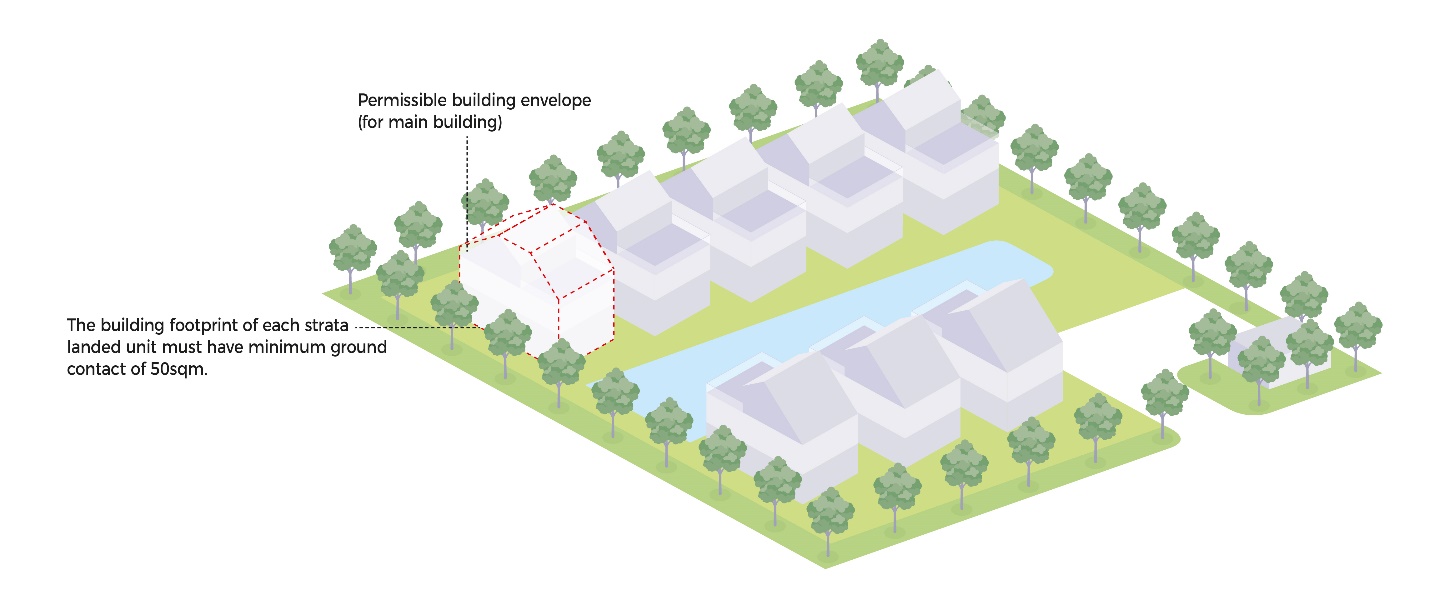 Permissible building envelope
(for main building)
The building footprint of each strata
landed unit must have minimum ground
contact of 50sqm.